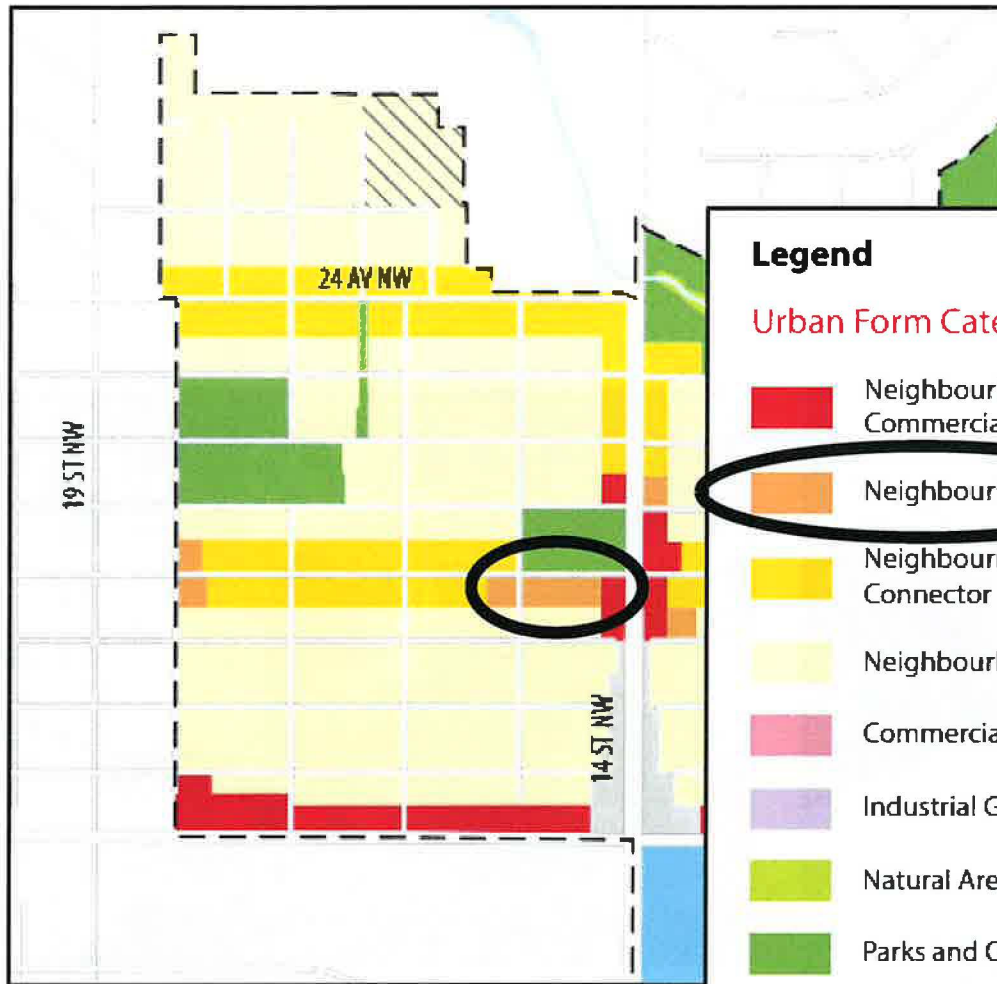 24 AV NW
19 ST NW
14 ST NW
Legend
Urban Form Cate
Neighbour
Commercia
Neighbour
Neighbour
Connector
Neighbour
Commercia
Industrial G
Natural Are
Parks and C